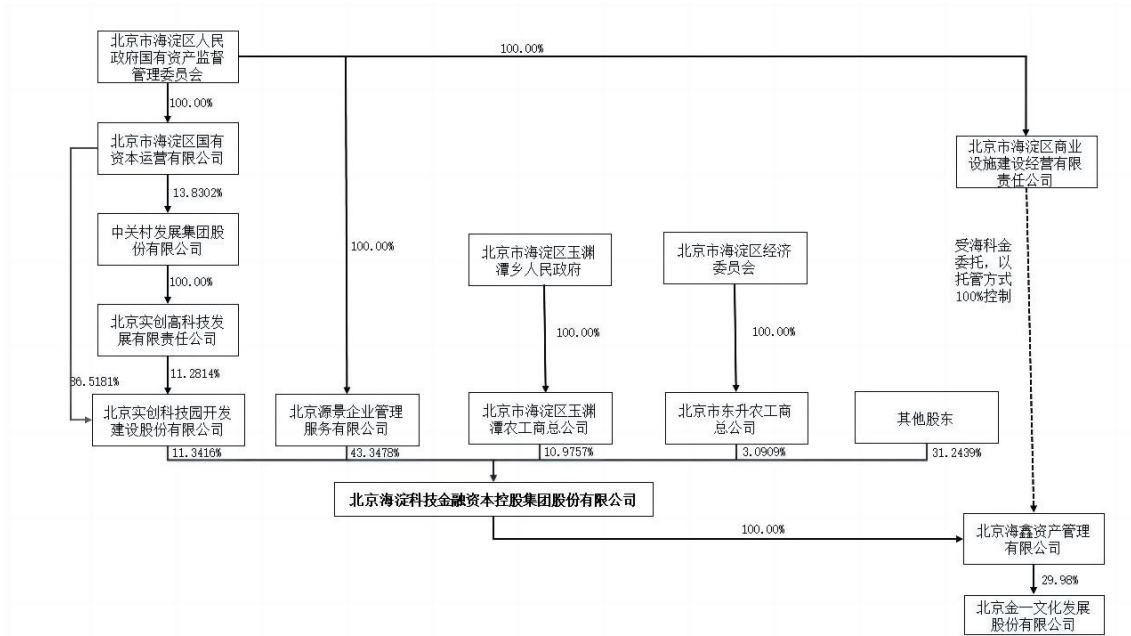 北京市海淀区人民
政府国有资产监督
管理委员会
100.00%
100.00%
北京市海淀区国有
资本运营有限公司
北京市海淀区商业
设施建设经营有限
责任公司
13.8302%
中关村发展集团股
份有限公司
100.00%
北京市海淀区玉渊
潭乡人民政府
北京市海淀区经济
委员会
受海科金
委托，以
托管方式
100%控制
100.00%
北京实创高科技发
展有限责任公司
100.00%
100.00%
86.5181%
11.2814%
北京实创科技园开发
建设股份有限公司
北京源景企业管理
服务有限公司
北京市海淀区玉渊
潭农工商总公司
北京市东升农工商
总公司
其他股东
11.3416%
43.3478%
10.9757%
3.0909%
31.2439%
北京海淀科技金融资本控股集团股份有限公司
100.00%
北京海鑫资产管理
有限公司
29.98%
北京金一文化发展
股份有限公司